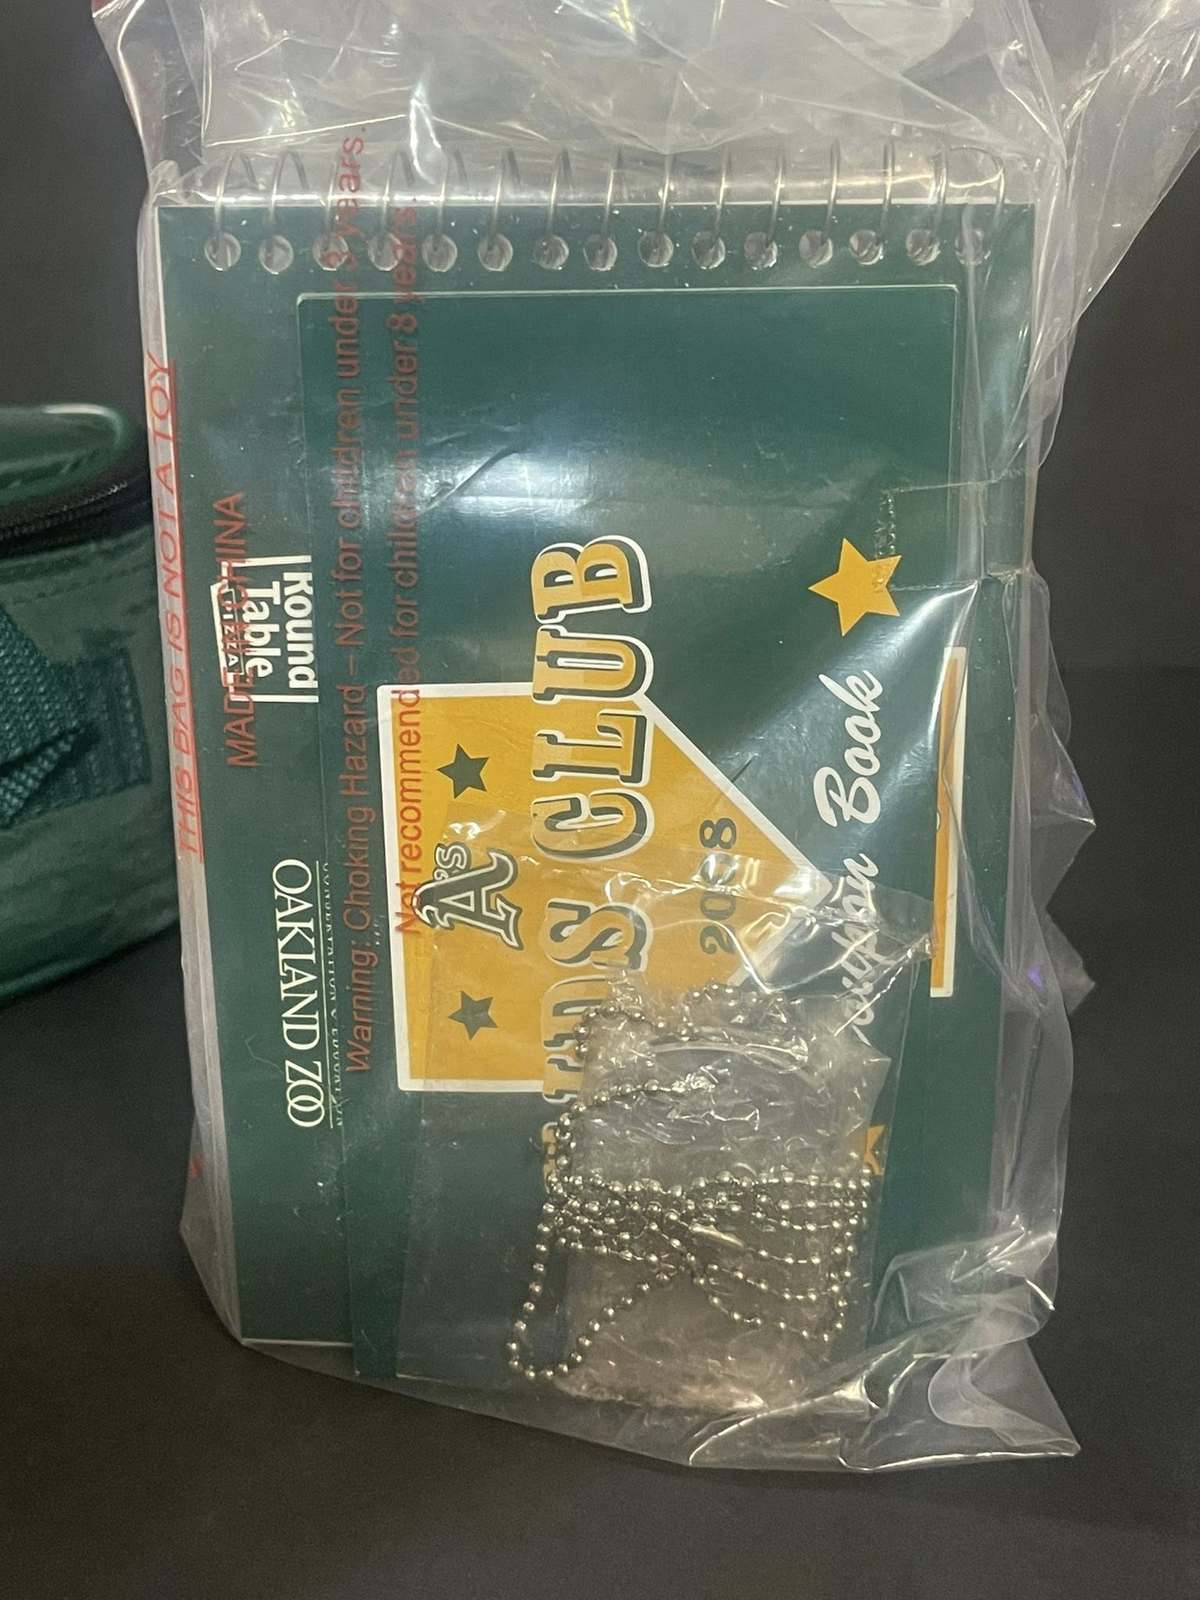 THIS BAG IS NOT A TOY
MADE IN CHINA
Warning: Choking Hazard – Not for children under 3 years.
Not recommended for children under 8 years.
A's
CLUB
2008
Book
Round
Table
PIZZA
OAKLAND ZOO